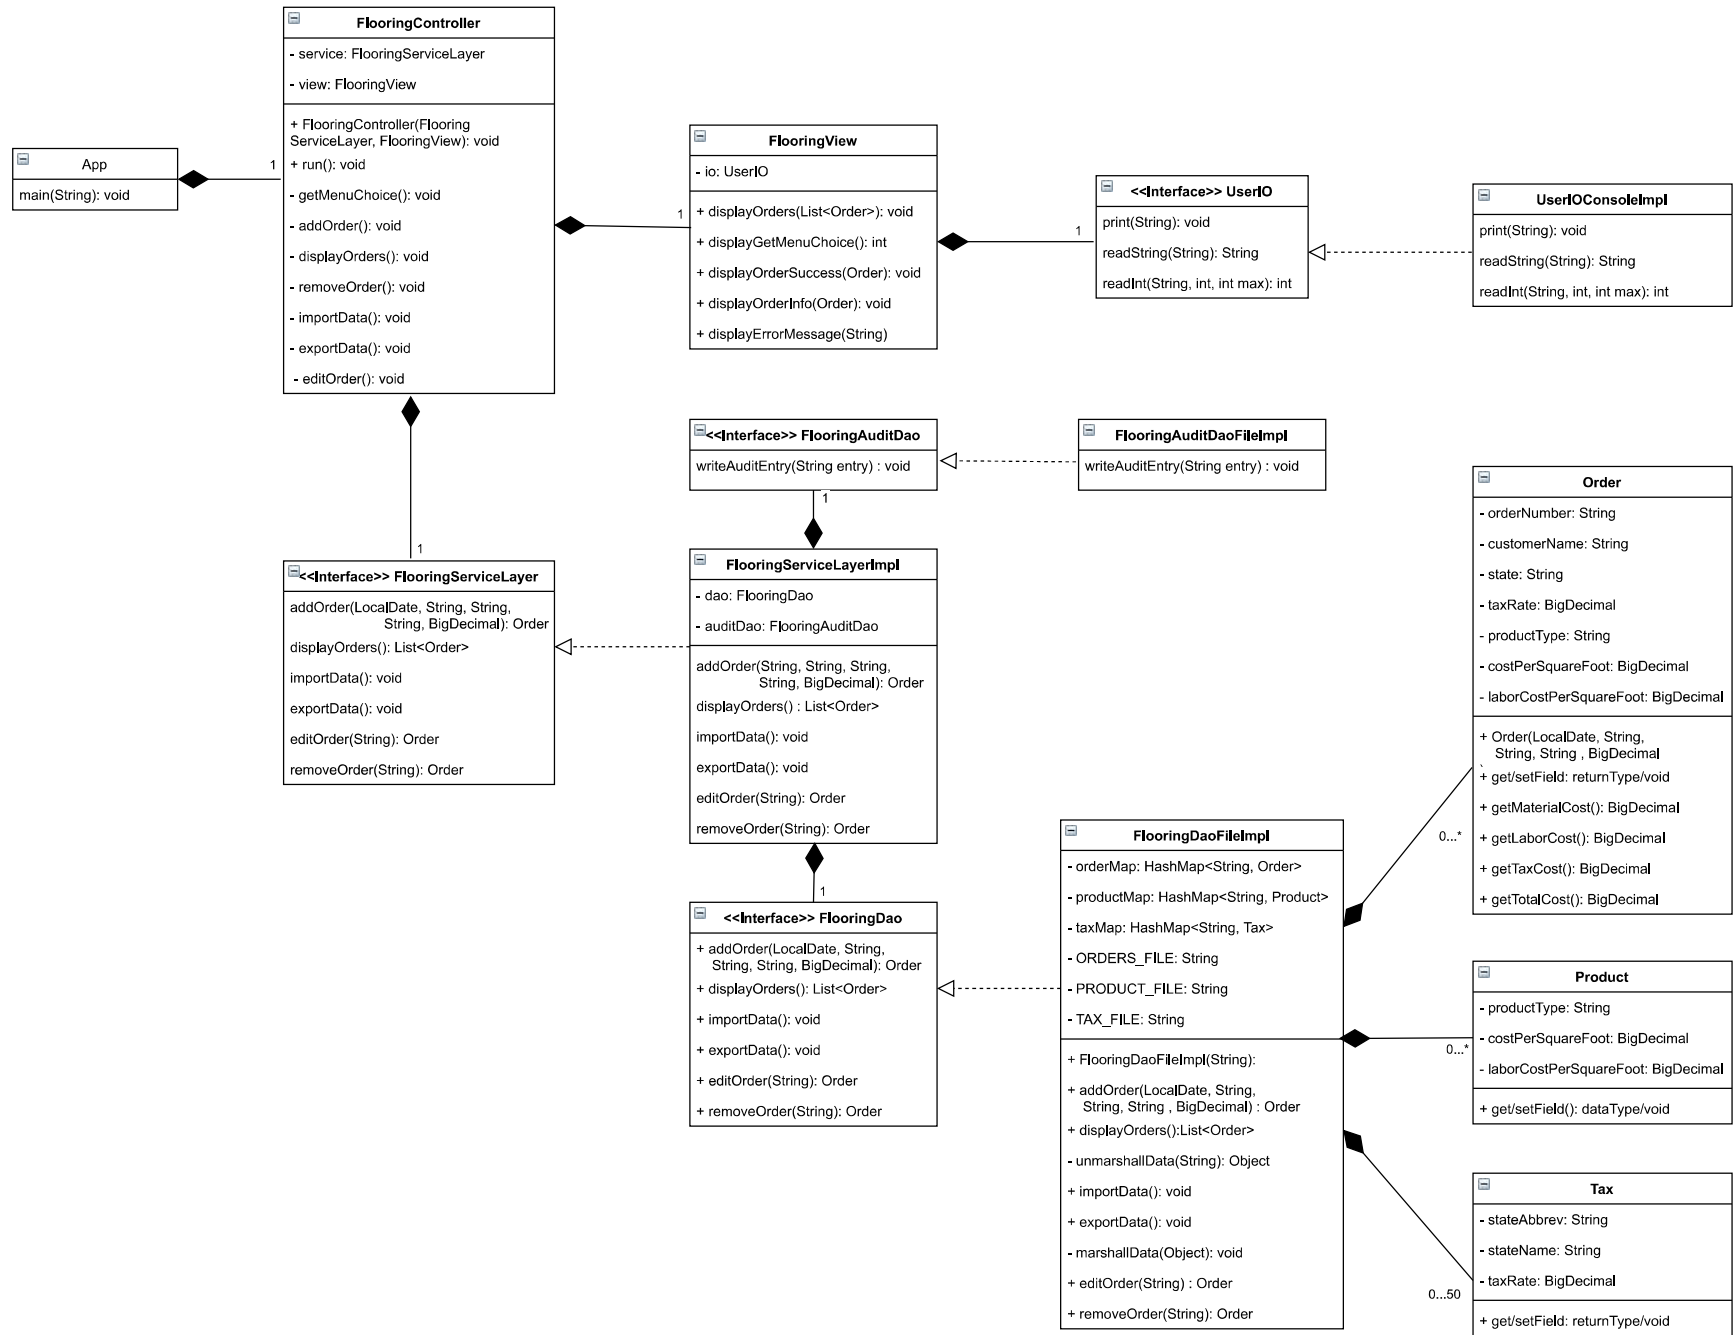 FlooringController
- service: FlooringServiceLayer
- view: FlooringView
+ FlooringController(Flooring
ServiceLayer, FlooringView): void
+ run(): void
- getMenuChoice(): void
- addOrder(): void
- displayOrders(): void
- removeOrder(): void
- importData(): void
- exportData(): void
- editOrder(): void
App
main(String): void
1
FlooringView
- io: UserIO
+ displayOrders(List<Order>): void
+ displayGetMenuChoice(): int
+ displayOrderSuccess(Order): void
+ displayOrderInfo(Order): void
+ displayErrorMessage(String)
1
<<Interface>> UserIO
print(String): void
readString(String): String
readInt(String, int, int max): int
1
UserIOConsoleImpl
print(String): void
readString(String): String
readInt(String, int, int max): int
<<Interface>> FlooringAuditDao
writeAuditEntry(String entry) : void
1
FlooringAuditDaoFileImpl
writeAuditEntry(String entry) : void
1
<<Interface>> FlooringServiceLayer
addOrder(LocalDate, String, String,
String, BigDecimal): Order
displayOrders(): List<Order>
importData(): void
exportData(): void
editOrder(String): Order
removeOrder(String): Order
FlooringServiceLayerImpl
- dao: FlooringDao
- auditDao: FlooringAuditDao
addOrder(String, String, String,
String, BigDecimal): Order
displayOrders() : List<Order>
importData(): void
exportData(): void
editOrder(String): Order
removeOrder(String): Order
1
<<Interface>> FlooringDao
+ addOrder(LocalDate, String,
String, String, BigDecimal): Order
+ displayOrders(): List<Order>
+ importData(): void
+ exportData(): void
+ editOrder(String): Order
+ removeOrder(String): Order
FlooringDaoFileImpl
- orderMap: HashMap<String, Order>
- productMap: HashMap<String, Product>
- taxMap: HashMap<String, Tax>
- ORDERS_FILE: String
- PRODUCT_FILE: String
- TAX_FILE: String
+ FlooringDaoFileImpl(String):
+ addOrder(LocalDate, String,
String, String , BigDecimal) : Order
+ displayOrders():List<Order>
- unmarshallData(String): Object
+ importData(): void
+ exportData(): void
- marshallData(Object): void
+ editOrder(String) : Order
+ removeOrder(String): Order
Order
- orderNumber: String
- customerName: String
- state: String
- taxRate: BigDecimal
- productType: String
- costPerSquareFoot: BigDecimal
- laborCostPerSquareFoot: BigDecimal
+ Order(LocalDate, String,
String, String , BigDecimal
+ get/setField: returnType/void
+ getMaterialCost(): BigDecimal
+ getLaborCost(): BigDecimal
+ getTaxCost(): BigDecimal
+ getTotalCost(): BigDecimal
0...*
Product
- productType: String
- costPerSquareFoot: BigDecimal
- laborCostPerSquareFoot: BigDecimal
+ get/setField(): dataType/void
0...*
Tax
- stateAbbrev: String
- stateName: String
- taxRate: BigDecimal
+ get/setField: returnType/void
0...50